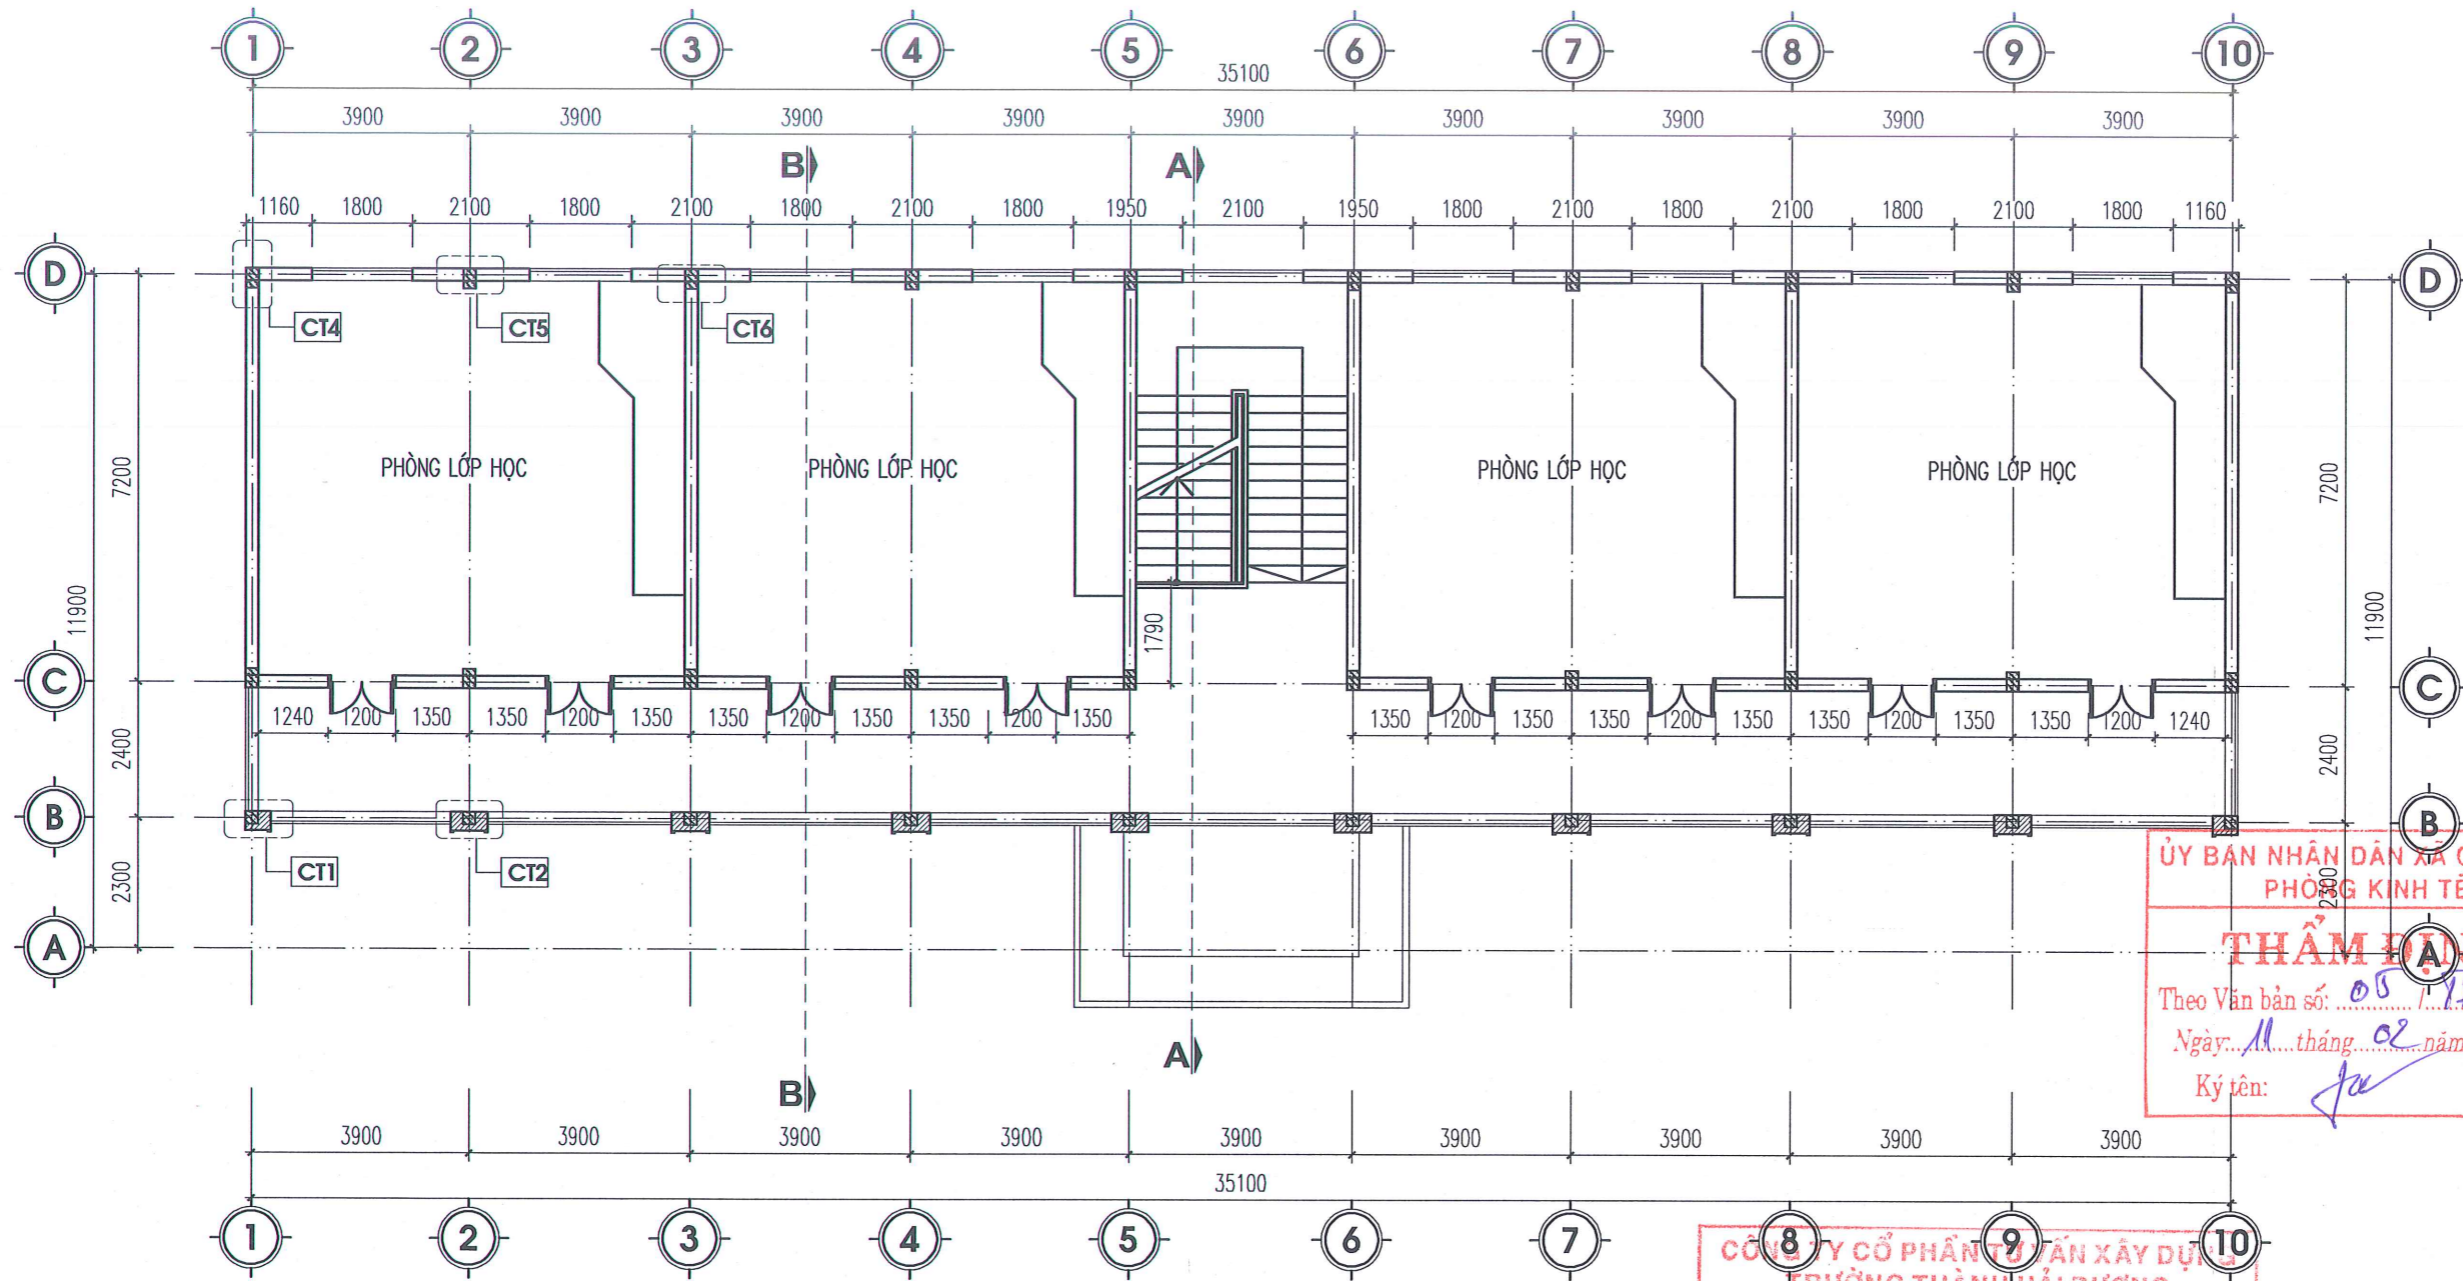 1 2 3 4 5 6 7 8 9 10
35100
3900 3900 3900 3900 3900 3900 3900 3900 3900
B A
1160 1800 2100 1800 2100 1800 2100 1800 1950 2100 1950 1800 2100 1800 2100 1800 2100 1800 1160
D D
CT4 CT5 CT6
PHÒNG LỚP HỌC PHÒNG LỚP HỌC PHÒNG LỚP HỌC PHÒNG LỚP HỌC
7200 7200
11900 11900
1790
C C
1240 1200 1350 1350 1200 1350 1350 1200 1350 1350 1200 1350 1350 1200 1350 1350 1200 1350 1350 1200 1350 1350 1200 1240
2400 2400
B B
CT1 CT2
2300 2300
A A
ỦY BAN NHÂN DÂN XÃ
PHÒNG KINH TẾ
THẨM ĐỊN
Theo Văn bản số: 05 /
Ngày 11 tháng 02 năm
Ký tên:
A
B
3900 3900 3900 3900 3900 3900 3900 3900 3900
35100
1 2 3 4 5 6 7 8 9 10
CÔNG TY CỔ PHẦN TƯ VẤN XÂY DỰNG
TRƯỜNG THÀNH HẢI DƯƠNG